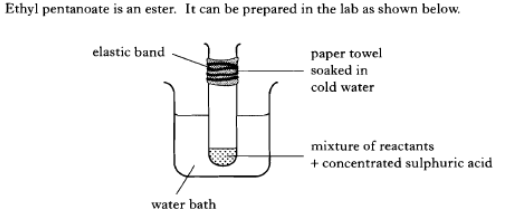 Ethyl pentanoate is an ester. It can be prepared in the lab as shown below.
elastic band
paper towel
soaked in
cold water
mixture of reactants
+ concentrated sulphuric acid
water bath